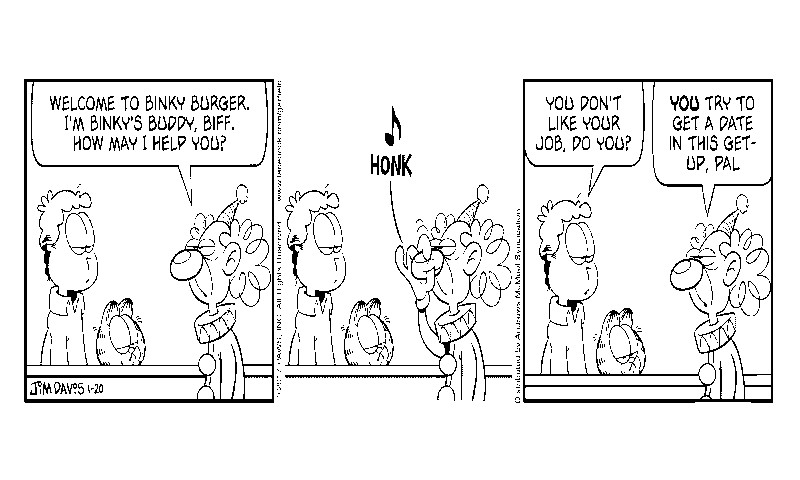 WELCOME TO BINKY BURGER.
I'M BINKY'S BUDDY, BIFF.
HOW MAY I HELP YOU?
JIM DAVIS 1-20
♪
HONK
YOU DON'T
LIKE YOUR
JOB, DO YOU?
YOU TRY TO
GET A DATE
IN THIS GET-
UP, PAL